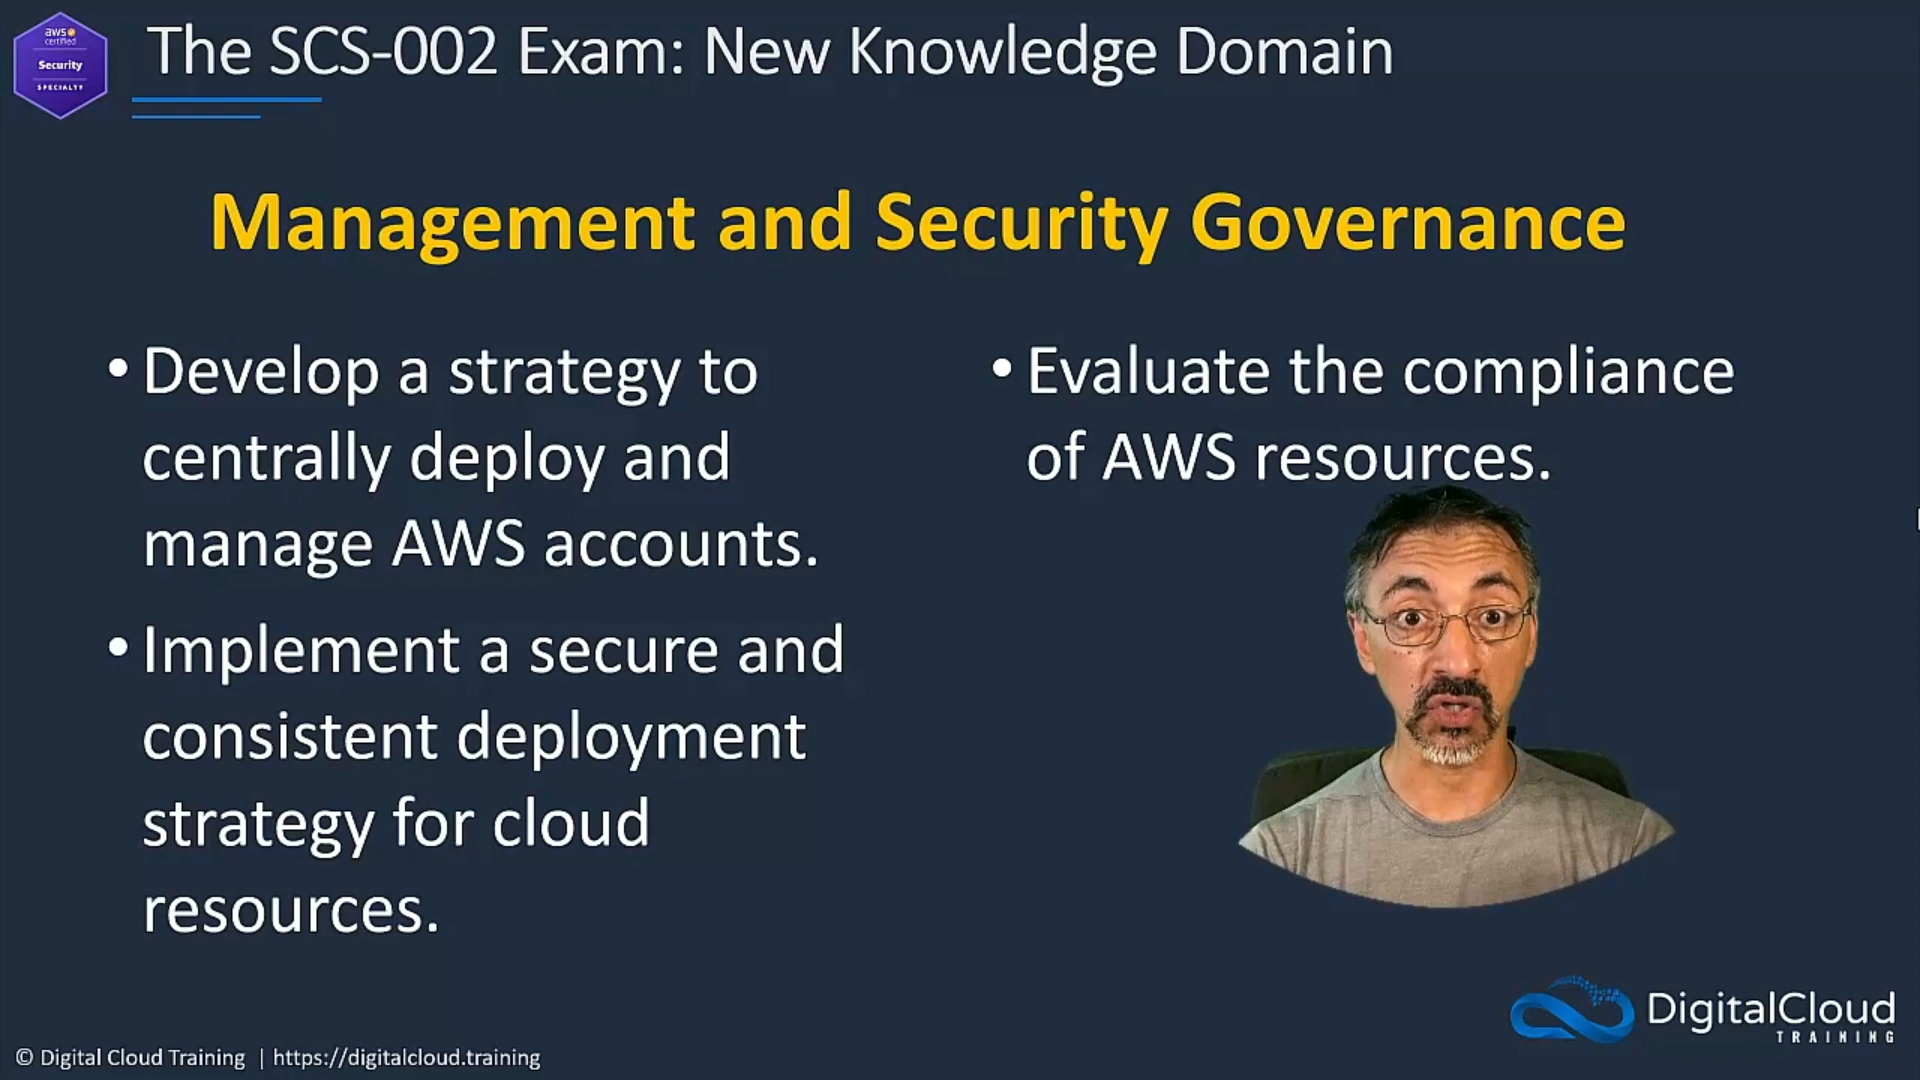 aws
certified
Security
SPECIALTY
The SCS-002 Exam: New Knowledge Domain
Management and Security Governance
• Develop a strategy to
centrally deploy and
manage AWS accounts.
• Implement a secure and
consistent deployment
strategy for cloud
resources.
• Evaluate the compliance
of AWS resources.
DigitalCloud
TRAINING
© Digital Cloud Training | https://digitalcloud.training